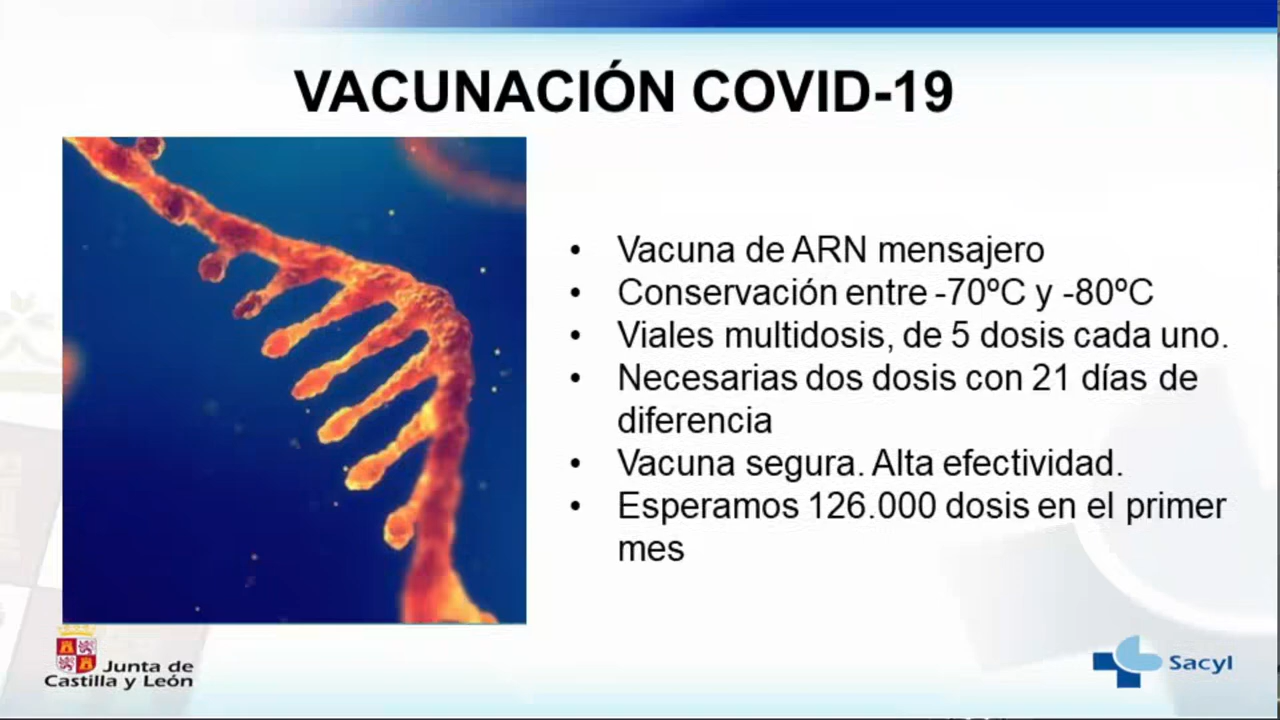 VACUNACIÓN COVID-19
• Vacuna de ARN mensajero
• Conservación entre -70ºC y -80ºC
• Viales multidosis, de 5 dosis cada uno.
• Necesarias dos dosis con 21 días de
diferencia
• Vacuna segura. Alta efectividad.
• Esperamos 126.000 dosis en el primer
mes
Junta de
Castilla y León
Sacyl